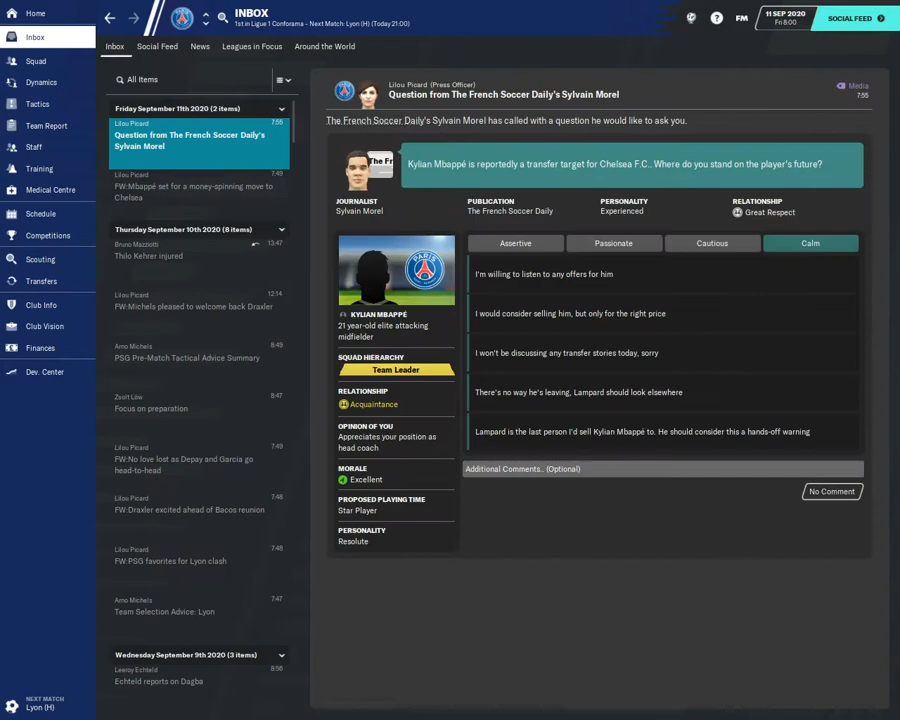 Home
Inbox
Squad
Dynamics
Tactics
Team Report
Staff
Training
Medical Centre
Schedule
Competitions
Scouting
Transfers
Club Info
Club Vision
Finances
Dev. Center
NEXT MATCH
Lyon (H)
INBOX
1st in Ligue 1 Conforama - Next Match: Lyon (H) (Today 21:00)
FM
11 SEP 2020
Fri 8:00
SOCIAL FEED
Inbox
Social Feed
News
Leagues in Focus
Around the World
All Items
Friday September 11th 2020 (2 items)
Lilou Picard
7:55
Question from The French Soccer Daily's
Sylvain Morel
Lilou Picard
7:49
FW:Mbappé set for a money-spinning move to
Chelsea
Thursday September 10th 2020 (8 items)
Bruno Mazziotti
13:47
Thilo Kehrer injured
Lilou Picard
12:14
FW:Michels pleased to welcome back Draxler
Arno Michels
8:49
PSG Pre-Match Tactical Advice Summary
Zsolt Löw
8:47
Focus on preparation
Lilou Picard
7:49
FW:No love lost as Depay and Garcia go
head-to-head
Lilou Picard
7:48
FW:Draxler excited ahead of Bacos reunion
Lilou Picard
7:48
FW:PSG favorites for Lyon clash
Arno Michels
7:47
Team Selection Advice: Lyon
Wednesday September 9th 2020 (3 items)
Leeroy Echteld
8:56
Echteld reports on Dagba
Lilou Picard (Press Officer)
Question from The French Soccer Daily's Sylvain Morel
Media
7:55
The French Soccer Daily's Sylvain Morel has called with a question he would like to ask you.
The Fr
Kylian Mbappé is reportedly a transfer target for Chelsea F.C.. Where do you stand on the player's future?
JOURNALIST
Sylvain Morel
PUBLICATION
The French Soccer Daily
PERSONALITY
Experienced
RELATIONSHIP
Great Respect
PARIS
KYLIAN MBAPPÉ
21 year-old elite attacking
midfielder
SQUAD HIERARCHY
Team Leader
RELATIONSHIP
Acquaintance
OPINION OF YOU
Appreciates your position as
head coach
MORALE
Excellent
PROPOSED PLAYING TIME
Star Player
PERSONALITY
Resolute
Assertive
Passionate
Cautious
Calm
I'm willing to listen to any offers for him
I would consider selling him, but only for the right price
I won't be discussing any transfer stories today, sorry
There's no way he's leaving, Lampard should look elsewhere
Lampard is the last person I'd sell Kylian Mbappé to. He should consider this a hands-off warning
Additional Comments.. (Optional)
No Comment